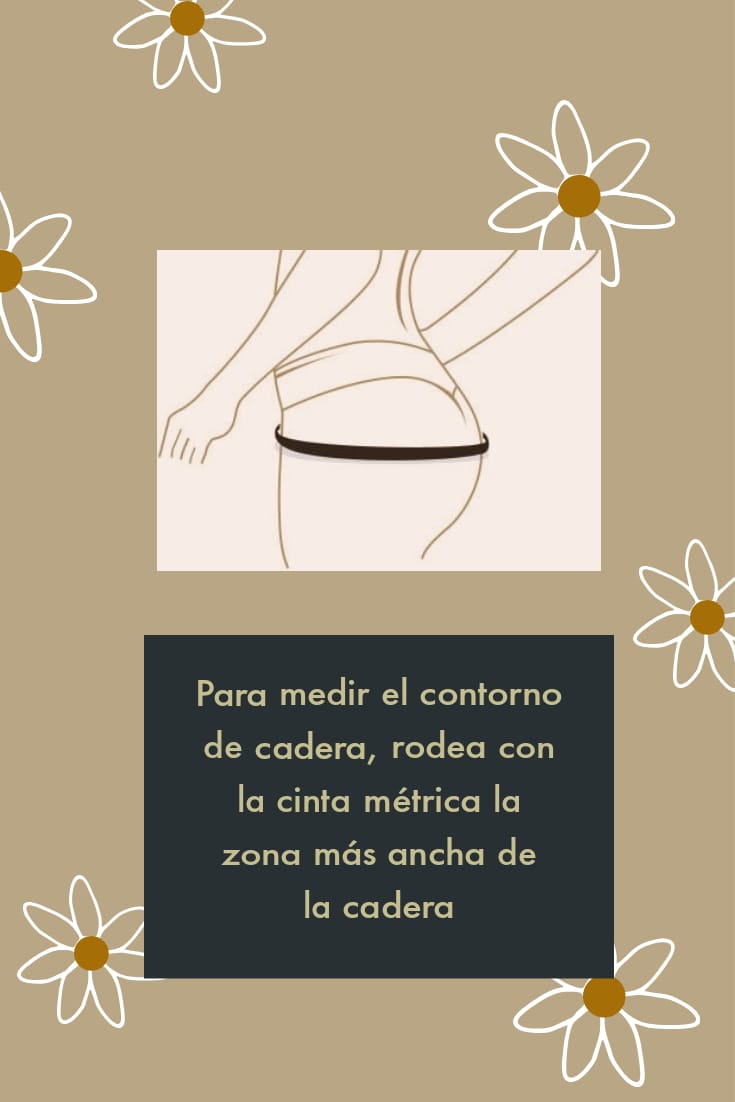 Para medir el contorno
de cadera, rodea con
la cinta métrica la
zona más ancha de
la cadera